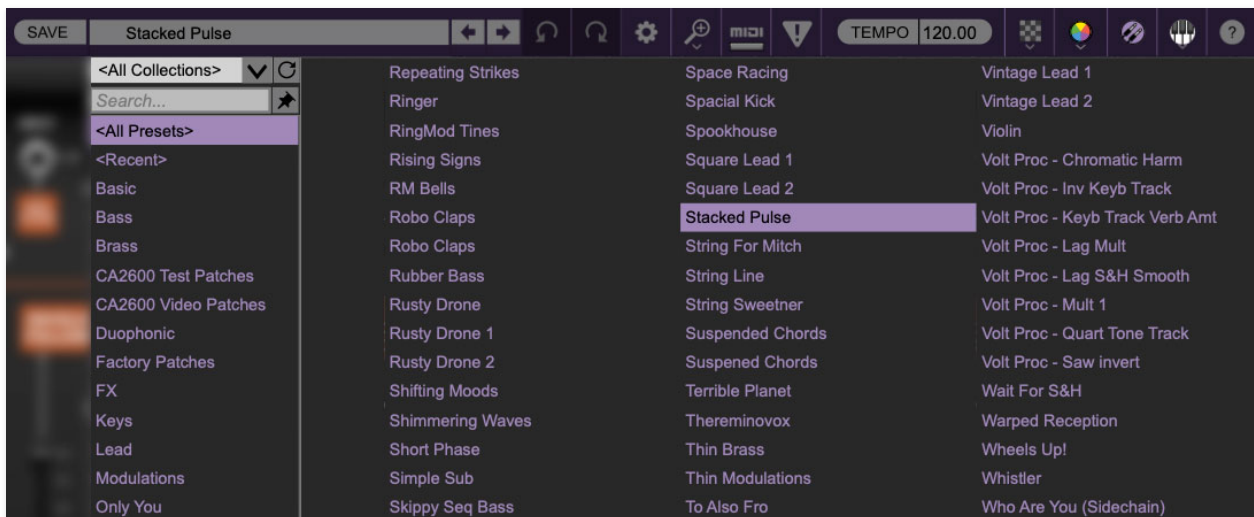 SAVE
Stacked Pulse
MIDI
TEMPO 120.00
?
<All Collections>
Search...
<All Presets>
<Recent>
Basic
Bass
Brass
CA2600 Test Patches
CA2600 Video Patches
Duophonic
Factory Patches
FX
Keys
Lead
Modulations
Only You
Repeating Strikes
Ringer
RingMod Tines
Rising Signs
RM Bells
Robo Claps
Robo Claps
Rubber Bass
Rusty Drone
Rusty Drone 1
Rusty Drone 2
Shifting Moods
Shimmering Waves
Short Phase
Simple Sub
Skippy Seq Bass
Space Racing
Spacial Kick
Spookhouse
Square Lead 1
Square Lead 2
Stacked Pulse
String For Mitch
String Line
String Sweetner
Suspended Chords
Suspened Chords
Terrible Planet
Thereminovox
Thin Brass
Thin Modulations
To Also Fro
Vintage Lead 1
Vintage Lead 2
Violin
Volt Proc - Chromatic Harm
Volt Proc - Inv Keyb Track
Volt Proc - Keyb Track Verb Amt
Volt Proc - Lag Mult
Volt Proc - Lag S&H Smooth
Volt Proc - Mult 1
Volt Proc - Quart Tone Track
Volt Proc - Saw invert
Wait For S&H
Warped Reception
Wheels Up!
Whistler
Who Are You (Sidechain)